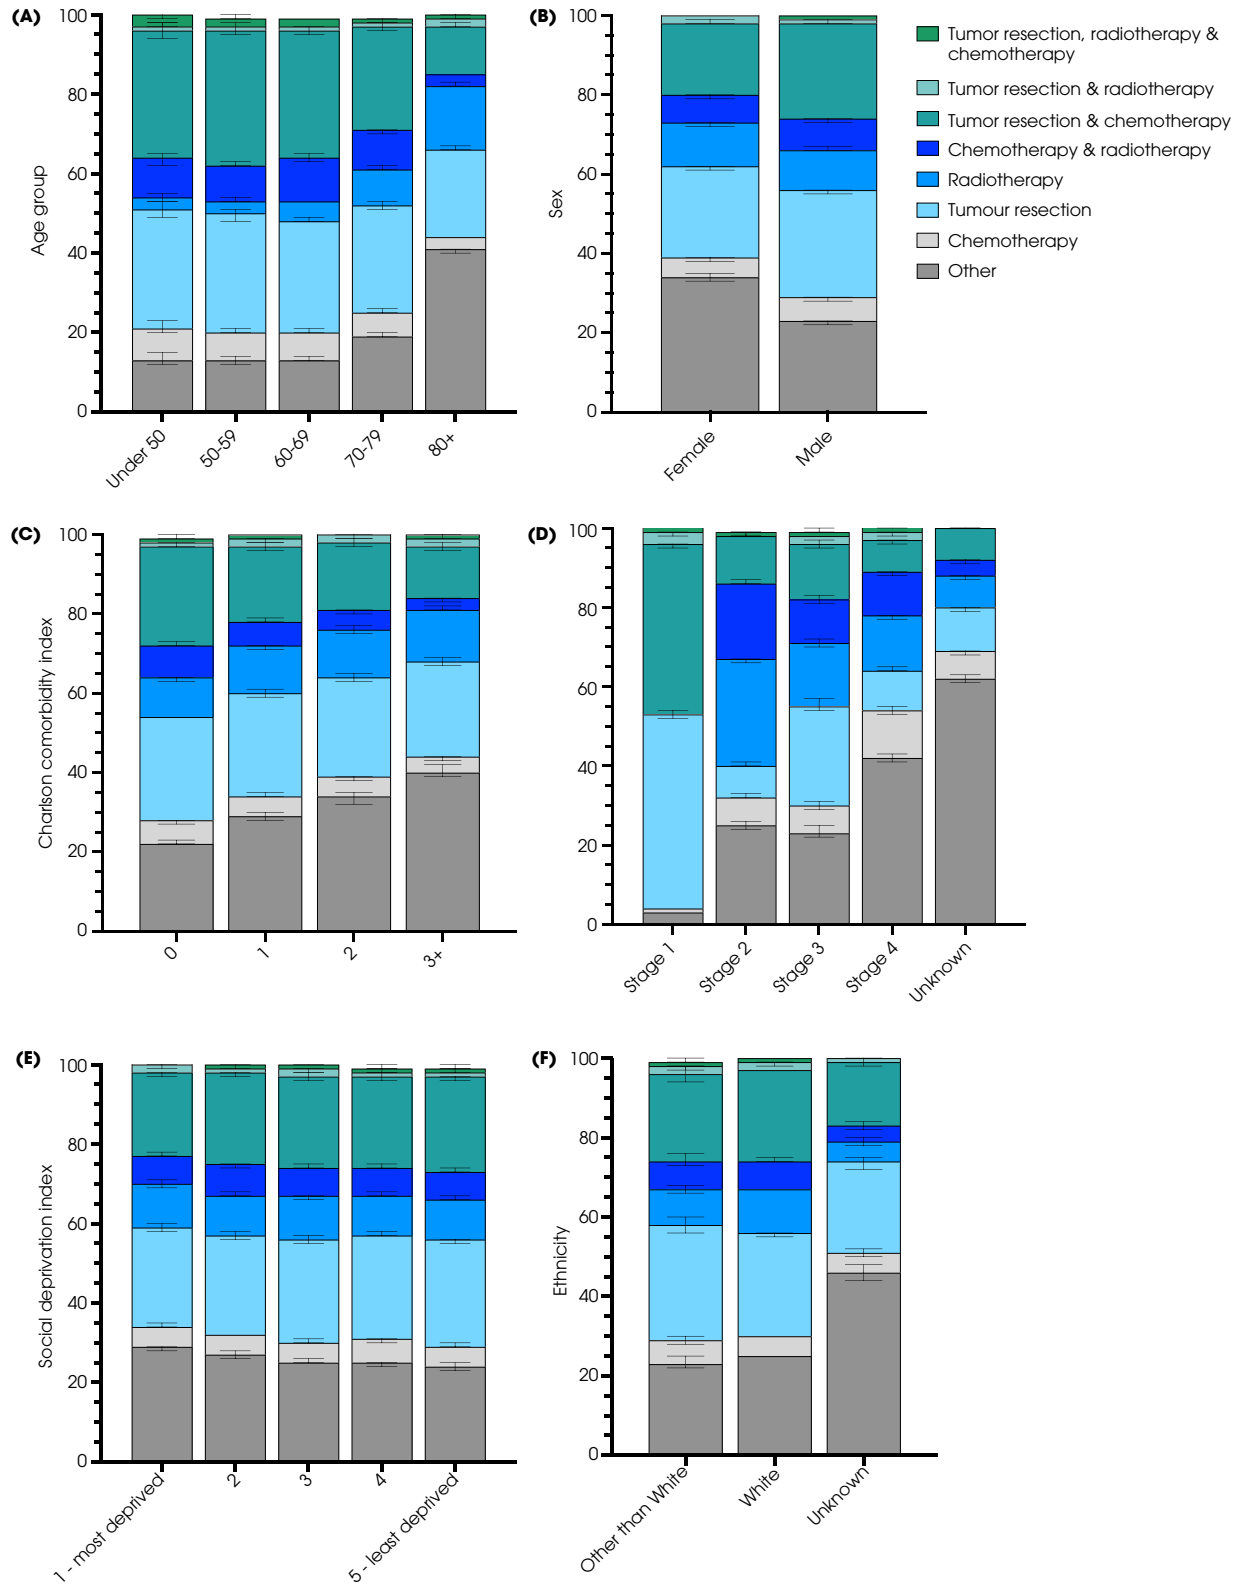 (A)
100
80
60
40
20
0
Age group
Under 50
50-59
60-69
70-79
80+
(B)
100
80
60
40
20
0
Sex
Female
Male
Tumor resection, radiotherapy &
chemotherapy
Tumor resection & radiotherapy
Tumor resection & chemotherapy
Chemotherapy & radiotherapy
Radiotherapy
Tumour resection
Chemotherapy
Other
(C)
100
80
60
40
20
0
Charlson comorbidity index
0
1
2
3+
(D)
100
80
60
40
20
0
Stage 1
Stage 2
Stage 3
Stage 4
Unknown
(E)
100
80
60
40
20
0
Social deprivation index
1 - most deprived
2
3
4
5 - least deprived
(F)
100
80
60
40
20
0
Ethnicity
Other than White
White
Unknown